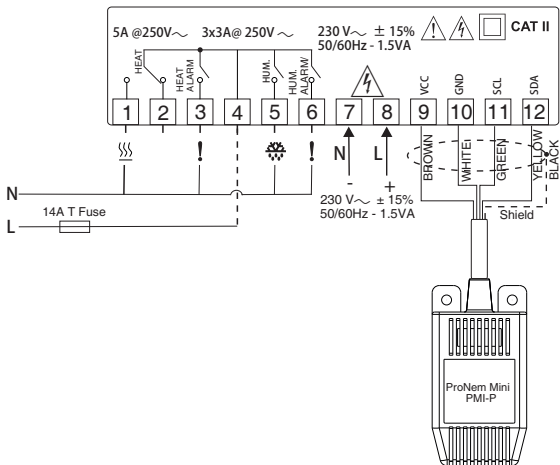 5A @250V~ 3x3A@ 250V ~ 230 V~ ± 15%
50/60Hz - 1.5VA
CAT II
HEAT
HEAT
ALARM
HUM.
HUM.
ALARM/
VCC
GND
SCL
SDA
1 2 3 4 5 6 7 8 9 10 11 12
! !
N L
- +
230 V~ ± 15%
50/60Hz - 1.5VA
BROWN
WHITE
GREEN
YELLOW
BLACK
Shield
N
14A T Fuse
L
ProNem Mini
PMI-P